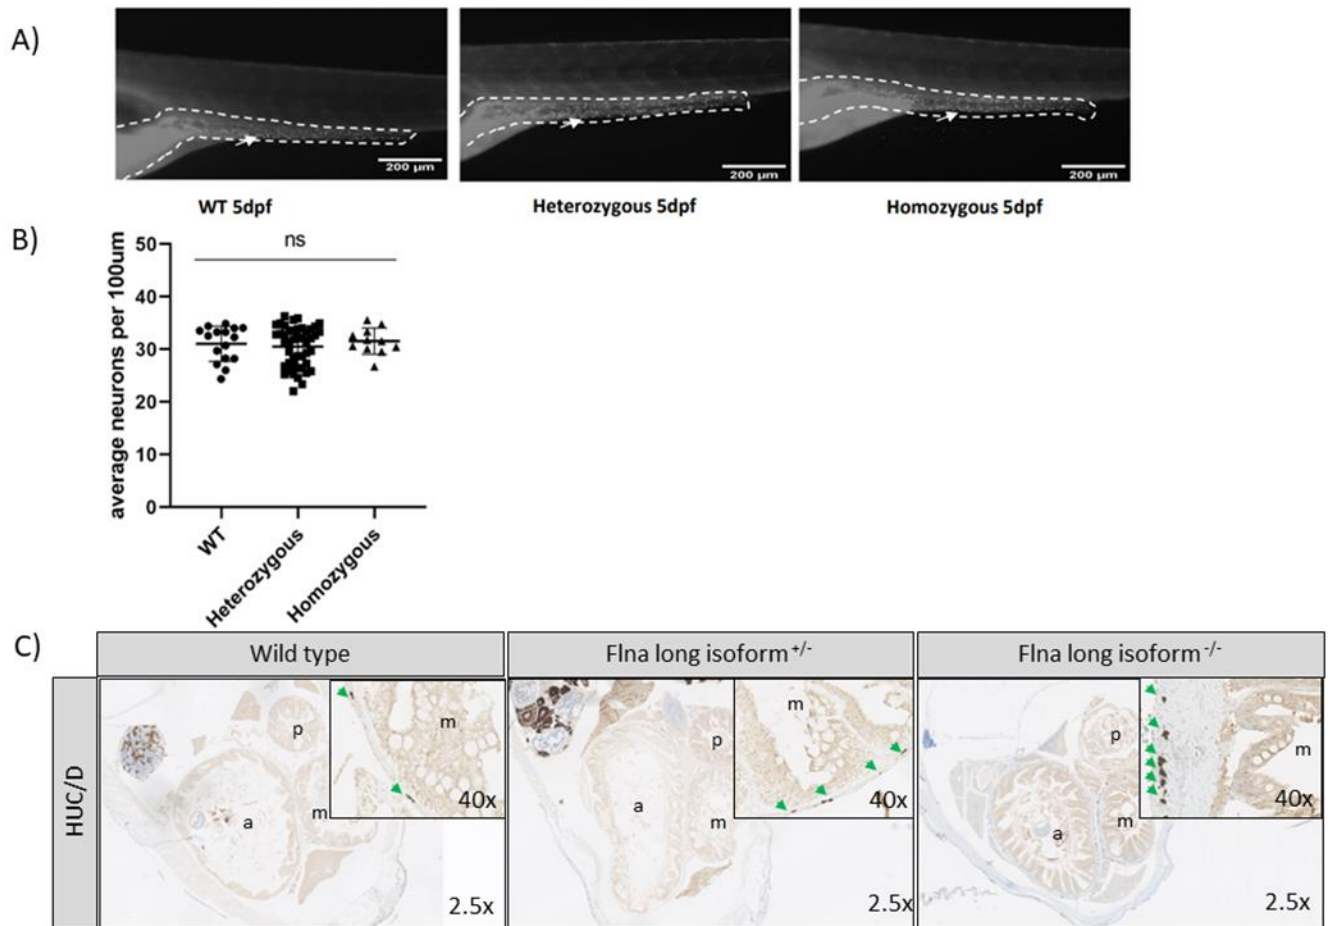 A)
200 µm
200 µm
200 µm
WT 5dpf
Heterozygous 5dpf
Homozygous 5dpf
B)
average neurons per 100um
50
40
30
20
10
0
ns
WT
Heterozygous
Homozygous
C)
Wild type
Flna long isoform+/-
Flna long isoform-/-
HUC/D
p
a
m
m
40x
2.5x
m
p
a
m
40x
2.5x
p
a
m
m
40x
2.5x